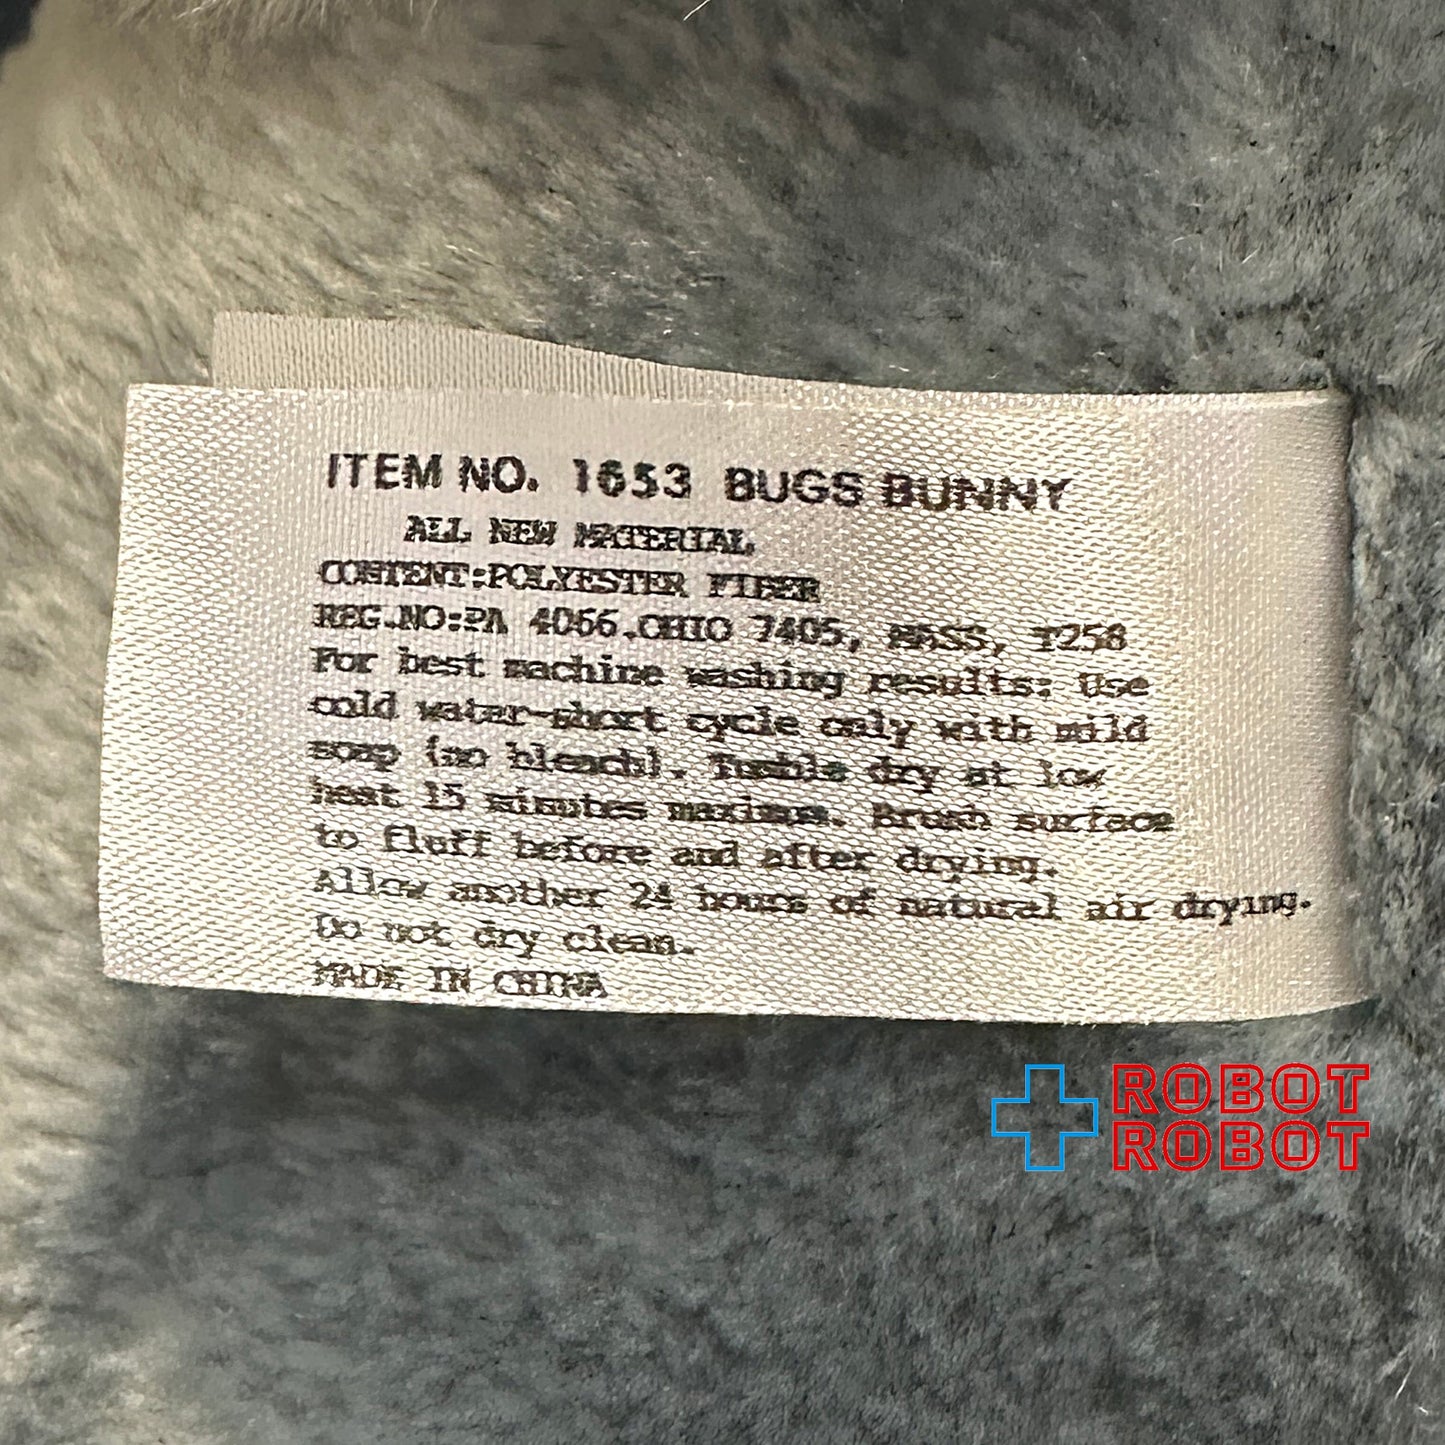 ITEM NO. 1653 BUGS BUNNY
ALL NEW MATERIAL
CONTENT:POLYESTER FIBER
REG.NO:PA 4066.OHIO 7405, MASS, T258
For best machine washing results: Use
cold water-short cycle only with mild
soap (no bleach). Tumble dry at low
heat 15 minutes maximum. Brush surface
to fluff before and after drying.
Allow another 24 hours of natural air drying.
Do not dry clean.
MADE IN CHINA
ROBOT
ROBOT